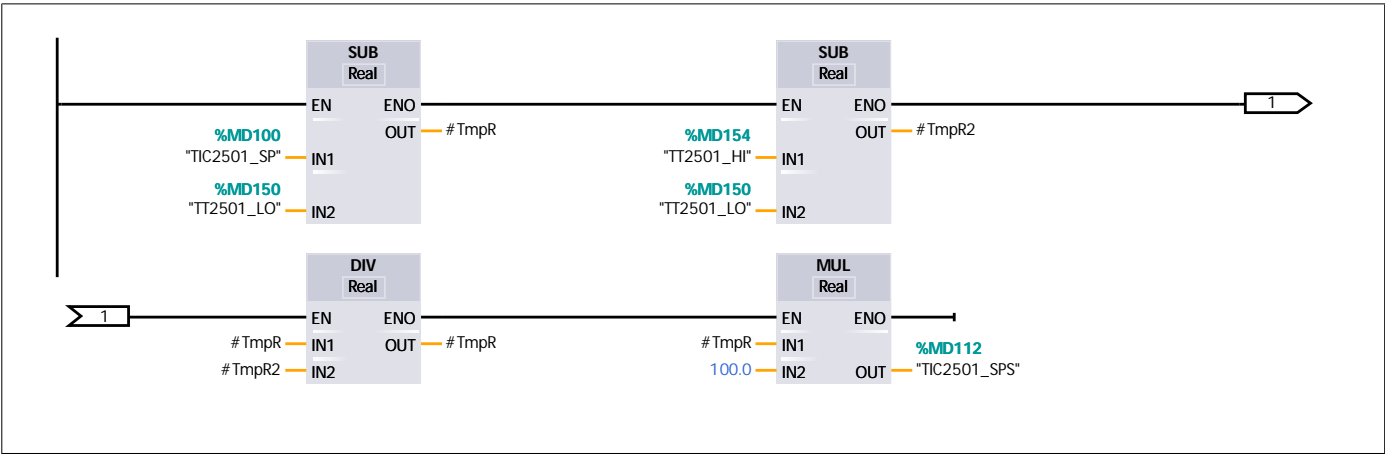 SUB
Real
SUB
Real
EN ENO
EN ENO
1
%MD100
OUT
#TmpR
%MD154
OUT
#TmpR2
"TIC2501_SP"
IN1
"TT2501_HI"
IN1
%MD150
%MD150
"TT2501_LO"
IN2
"TT2501_LO"
IN2
DIV
Real
MUL
Real
1
EN ENO
EN ENO
#TmpR
IN1
OUT
#TmpR
#TmpR
IN1
%MD112
#TmpR2
IN2
100.0
IN2
OUT
"TIC2501_SPS"